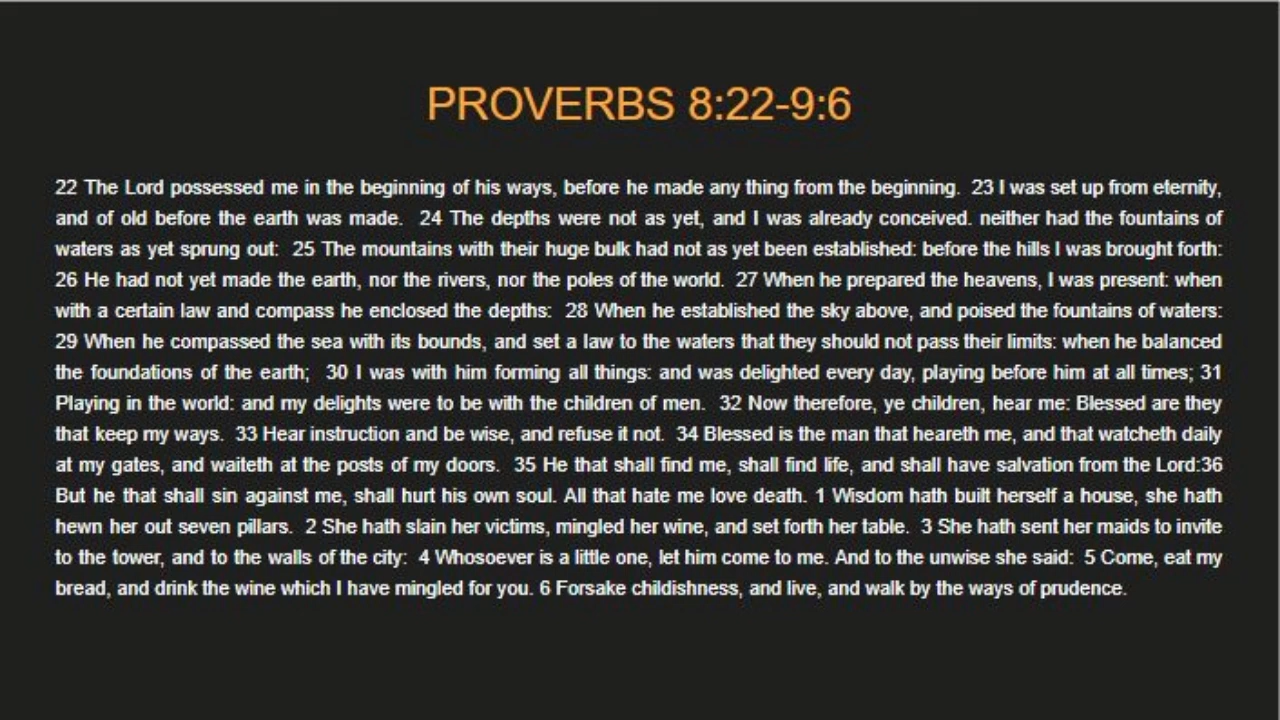 PROVERBS 8:22-9:6
22 The Lord possessed me in the beginning of his ways, before he made any thing from the beginning. 23 I was set up from eternity,
and of old before the earth was made. 24 The depths were not as yet, and I was already conceived. neither had the fountains of
waters as yet sprung out: 25 The mountains with their huge bulk had not as yet been established: before the hills I was brought forth:
26 He had not yet made the earth, nor the rivers, nor the poles of the world. 27 When he prepared the heavens, I was present: when
with a certain law and compass he enclosed the depths: 28 When he established the sky above, and poised the fountains of waters:
29 When he compassed the sea with its bounds, and set a law to the waters that they should not pass their limits: when he balanced
the foundations of the earth; 30 I was with him forming all things: and was delighted every day, playing before him at all times; 31
Playing in the world: and my delights were to be with the children of men. 32 Now therefore, ye children, hear me: Blessed are they
that keep my ways. 33 Hear instruction and be wise, and refuse it not. 34 Blessed is the man that heareth me, and that watcheth daily
at my gates, and waiteth at the posts of my doors. 35 He that shall find me, shall find life, and shall have salvation from the Lord:36
But he that shall sin against me, shall hurt his own soul. All that hate me love death. 1 Wisdom hath built herself a house, she hath
hewn her out seven pillars. 2 She hath slain her victims, mingled her wine, and set forth her table. 3 She hath sent her maids to invite
to the tower, and to the walls of the city: 4 Whosoever is a little one, let him come to me. And to the unwise she said: 5 Come, eat my
bread, and drink the wine which I have mingled for you. 6 Forsake childishness, and live, and walk by the ways of prudence.